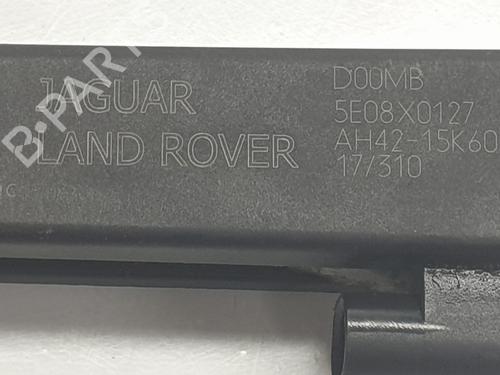 JAGUAR
LAND ROVER
D00MB
5E08X0127
AH42-15K60
17/310
B-PARTS